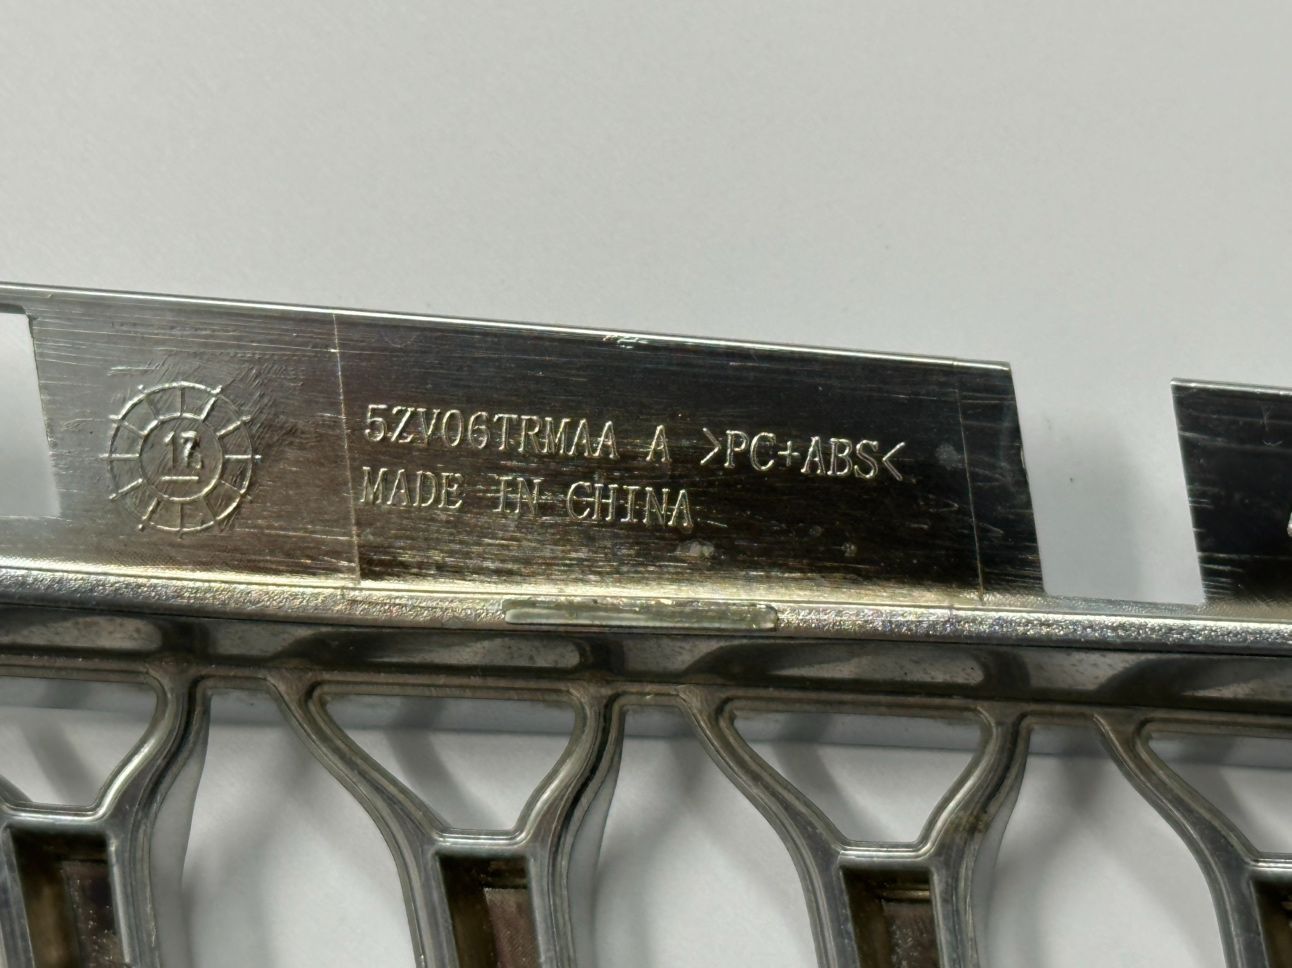 17
5ZV06TRMAA A >PC+ABS<
MADE IN CHINA